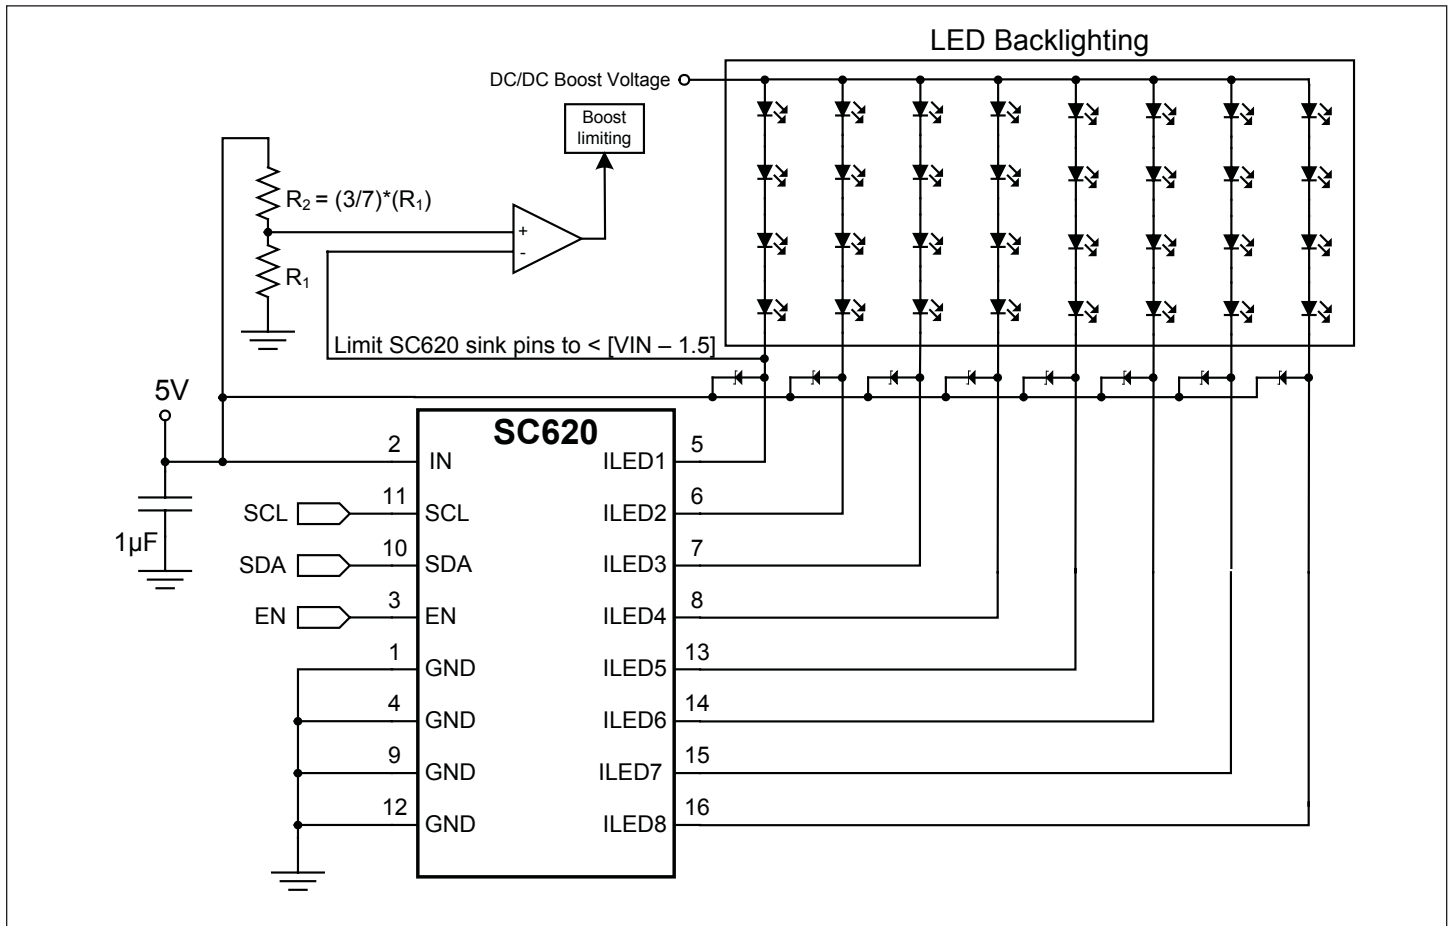 LED Backlighting
DC/DC Boost Voltage
Boost
limiting
R₂ = (3/7)*(R₁)
+
-
R₁
Limit SC620 sink pins to < [VIN – 1.5]
5V
SC620
2
IN
ILED1
5
11
SCL
SCL
ILED2
6
1µF
10
SDA
SDA
ILED3
7
3
EN
EN
ILED4
8
1
GND
ILED5
13
4
GND
ILED6
14
9
GND
ILED7
15
12
GND
ILED8
16